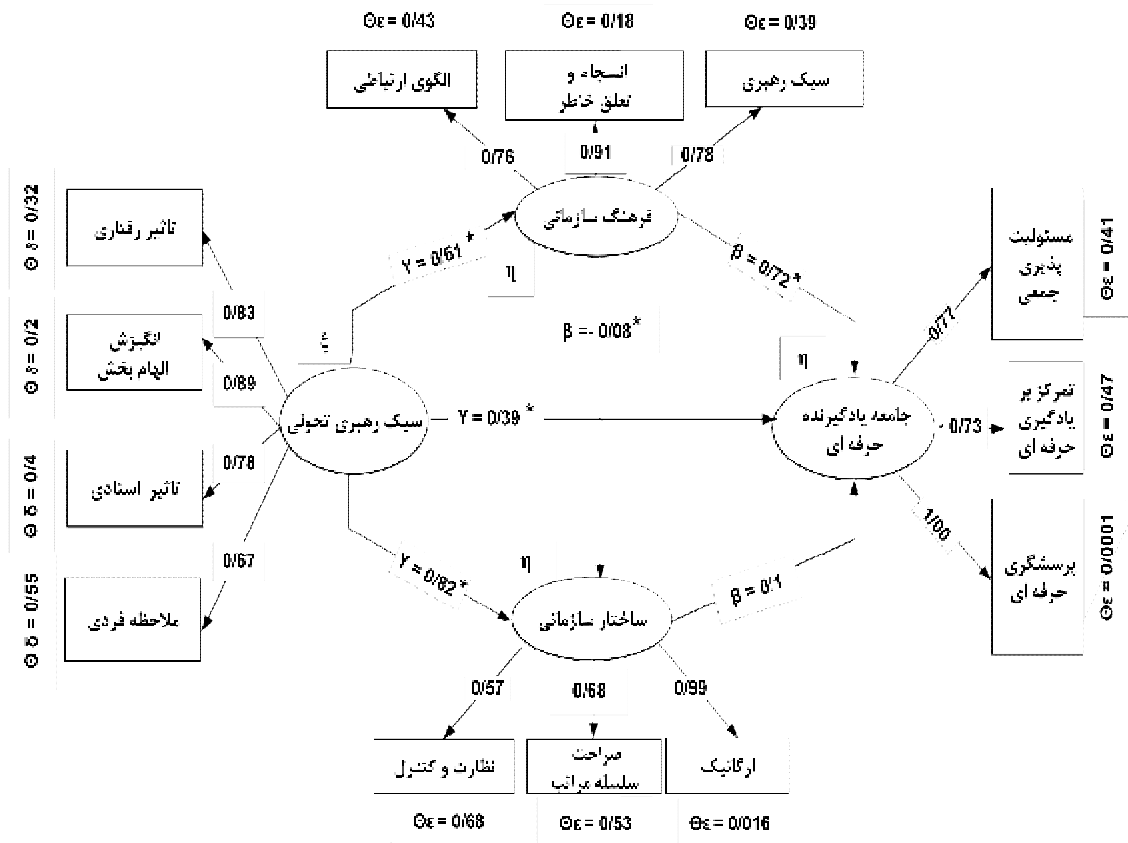 Θε = 0/43
Θε = 0/18
Θε = 0/39
الگوی ارتباطی
انسجام و
تعلق خاطر
سبک رهبری
0/76
0/91
0/78
فرهنگ سازمانی
Θ δ = 0/32
تاثیر رفتاری
0/83
Υ = 0/61 *
η
β = 0/72 *
مسئولیت
پذیری
جمعی
Θε = 0/41
0/77
Θ δ = 0/2
انگیزش
الهام بخش
0/89
ξ
β =- 0/08 *
η
سبک رهبری تحولی
Υ = 0/39 *
جامعه یادگیرنده
حرفه ای
0/73
تمرکز بر
یادگیری
حرفه ای
Θε = 0/47
Θ δ = 0/4
تاثیر اسنادی
0/78
1/00
پرسشگری
حرفه ای
Θε = 0/0001
Θ δ = 0/55
ملاحظه فردی
0/67
Υ = 0/82 *
η
β = 0/1
ساختار سازمانی
0/57
0/68
0/99
نظارت و کنترل
صراحت
سلسله مراتب
ارگانیک
Θε = 0/68
Θε = 0/53
Θε = 0/016